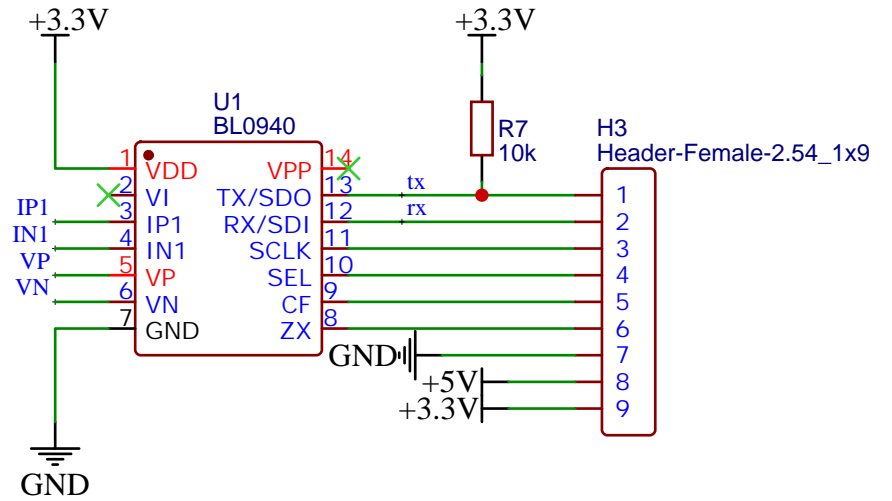 +3.3V
+3.3V
U1
BL0940
R7
10k
H3
Header-Female-2.54_1x9
1 VDD VPP 14
2 VI TX/SDO 13 tx 1
IP1 3 IP1 RX/SDI 12 rx 2
IN1 4 IN1 SCLK 11 3
VP 5 VP SEL 10 4
VN 6 VN CF 9 5
7 GND ZX 8 6
GND 7
+5V 8
+3.3V 9
GND